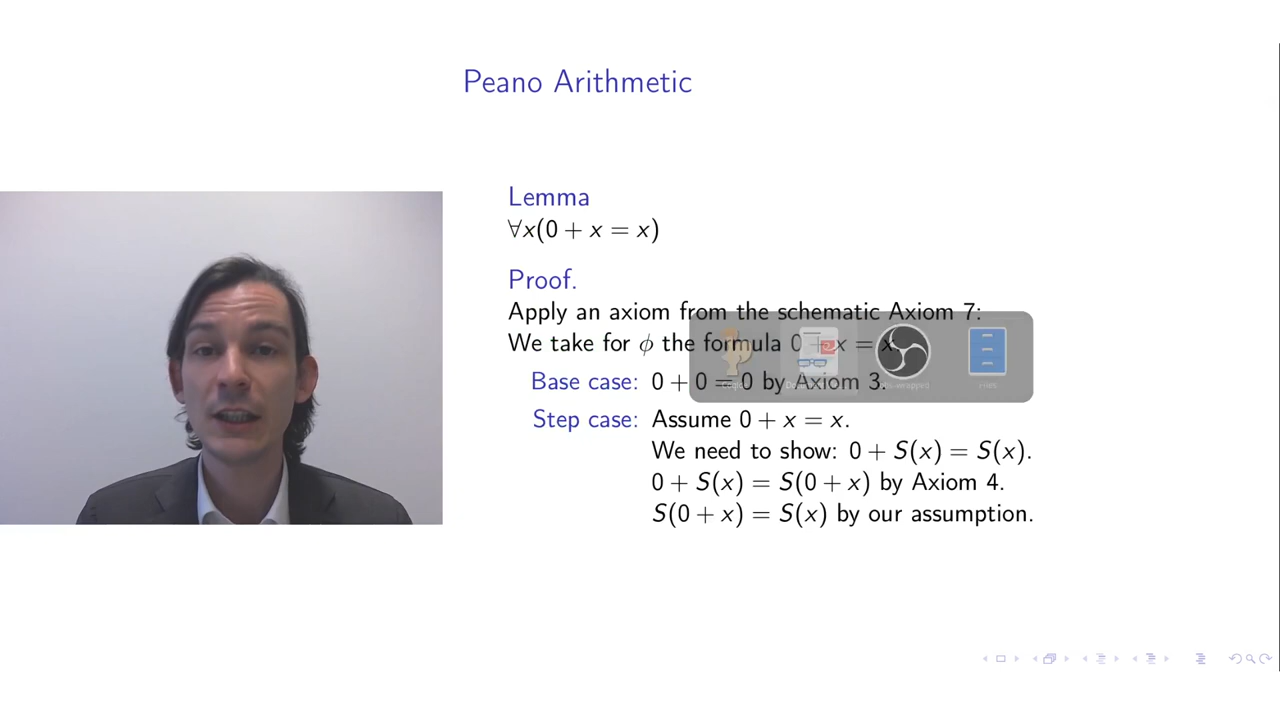 Peano Arithmetic
Lemma
∀x(0 + x = x)
Proof.
Apply an axiom from the schematic Axiom 7:
We take for ϕ the formula 0 + x = x.
Base case: 0 + 0 = 0 by Axiom 3.
Step case: Assume 0 + x = x.
We need to show: 0 + S(x) = S(x).
0 + S(x) = S(0 + x) by Axiom 4.
S(0 + x) = S(x) by our assumption.
Files